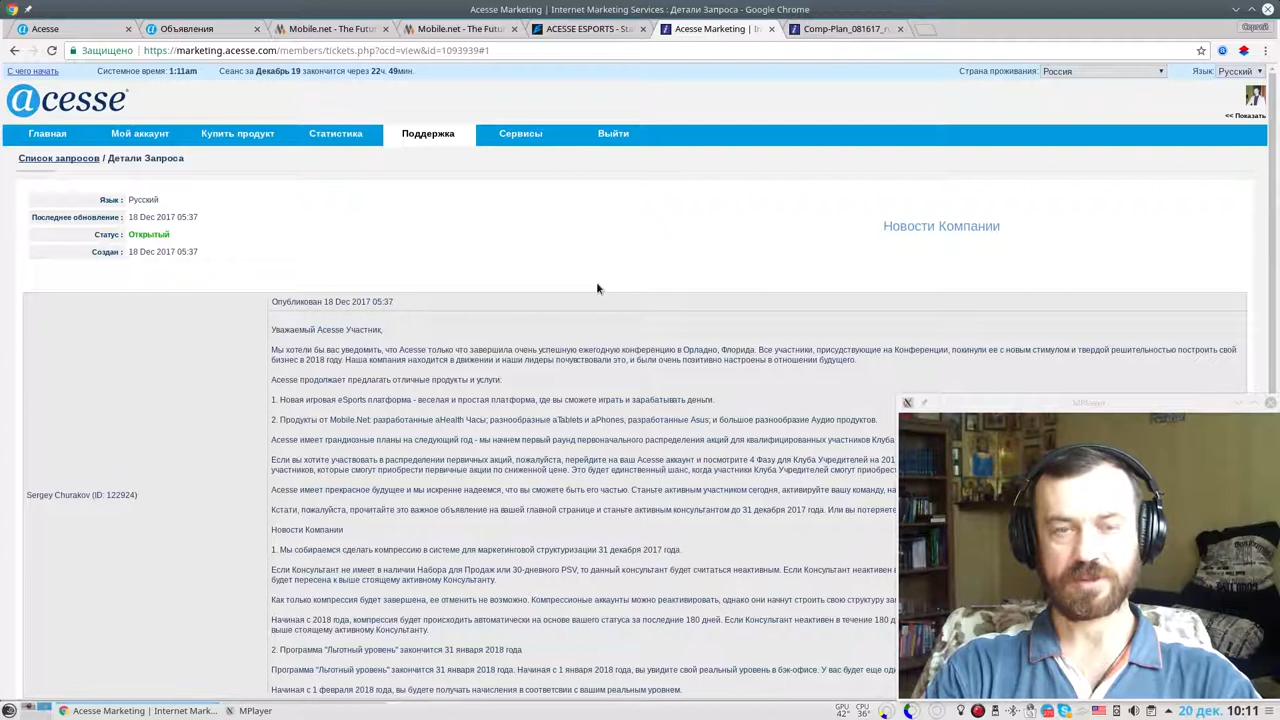 Acesse Marketing | Internet Marketing Services : Детали Запроса - Google Chrome
Acesse
Объявления
Mobile.net - The Futur
Mobile.net - The Futur
ACESSE ESPORTS - Sta
Acesse Marketing | In
Comp-Plan_081617_ru
Сергей
Защищено https://marketing.acesse.com/members/tickets.php?ocd=view&id=1093939#1
С чего начать
Системное время: 1:11am
Сеанс за Декабрь 19 закончится через 22ч. 49мин.
Страна проживания: Россия
Язык: Русский
acesse
<< Показать
Главная
Мой аккаунт
Купить продукт
Статистика
Поддержка
Сервисы
Выйти
Список запросов / Детали Запроса
Язык : Русский
Последнее обновление : 18 Dec 2017 05:37
Новости Компании
Статус : Открытый
Создан : 18 Dec 2017 05:37
Опубликован 18 Dec 2017 05:37
Уважаемый Acesse Участник,
Мы хотели бы вас уведомить, что Acesse только что завершила очень успешную ежегодную конференцию в Орладно, Флорида. Все участники, присудствующие на Конференции, покинули ее с новым стимулом и твердой решительностью построить свой
бизнес в 2018 году. Наша компания находится в движении и наши лидеры почувствовали это, и были очень позитивно настроены в отношении будущего.
Acesse продолжает предлагать отличные продукты и услуги:
1. Новая игровая eSports платформа - веселая и простая платформа, где вы сможете играть и зарабатывать деньги.
MPlayer
2. Продукты от Mobile.Net: разработанные aHealth Часы; разнообразные aTablets и aPhones, разработанные Asus; и большое разнообразие Аудио продуктов.
Acesse имеет грандиозные планы на следующий год - мы начнем первый раунд первоначального распределения акций для квалифицированных участников Клуба
Если вы хотите участвовать в распределении первичных акций, пожалуйста, перейдите на ваш Acesse аккаунт и посмотрите 4 Фазу для Клуба Учредителей на 201
участников, которые смогут приобрести первичные акции по сниженной цене. Это будет единственный шанс, когда участники Клуба Учредителей смогут приобрес
Acesse имеет прекрасное будущее и мы искренне надеемся, что вы сможете быть его частью. Станьте активным участником сегодня, активируйте вашу команду, на
Sergey Churakov (ID: 122924)
Кстати, пожалуйста, прочитайте это важное объявление на вашей главной странице и станьте активным консультантом до 31 декабря 2017 года. Или вы потеряете
Новости Компании
1. Мы собираемся сделать компрессию в системе для маркетинговой структуризации 31 декабря 2017 года.
Если Консультант не имеет в наличии Набора для Продаж или 30-дневного PSV, то данный консультант будет считаться неактивным. Если Консультант неактивен в
будет пересена к выше стоящему активному Консультанту.
Как только компрессия будет завершена, ее отменить не возможно. Компрессионые аккаунты можно реактивировать, однако они начнут строить свою структуру за
Начиная с 2018 года, компрессия будет происходить автоматически на основе вашего статуса за последние 180 дней. Если Консультант неактивен в течение 180 д
выше стоящему активному Консультанту.
2. Программа "Льготный уровень" закончится 31 января 2018 года
Программа "Льготный уровень" закончится 31 января 2018 года. Начиная с 1 января 2018 года, вы увидите свой реальный уровень в бэк-офисе. У вас будет еще оди
Начиная с 1 февраля 2018 года, вы будете получать начисления в соответсвии с вашим реальным уровнем.
Acesse Marketing | Internet Mark...
MPlayer
GPU 42°
CPU 36°
20 дек.
10:11